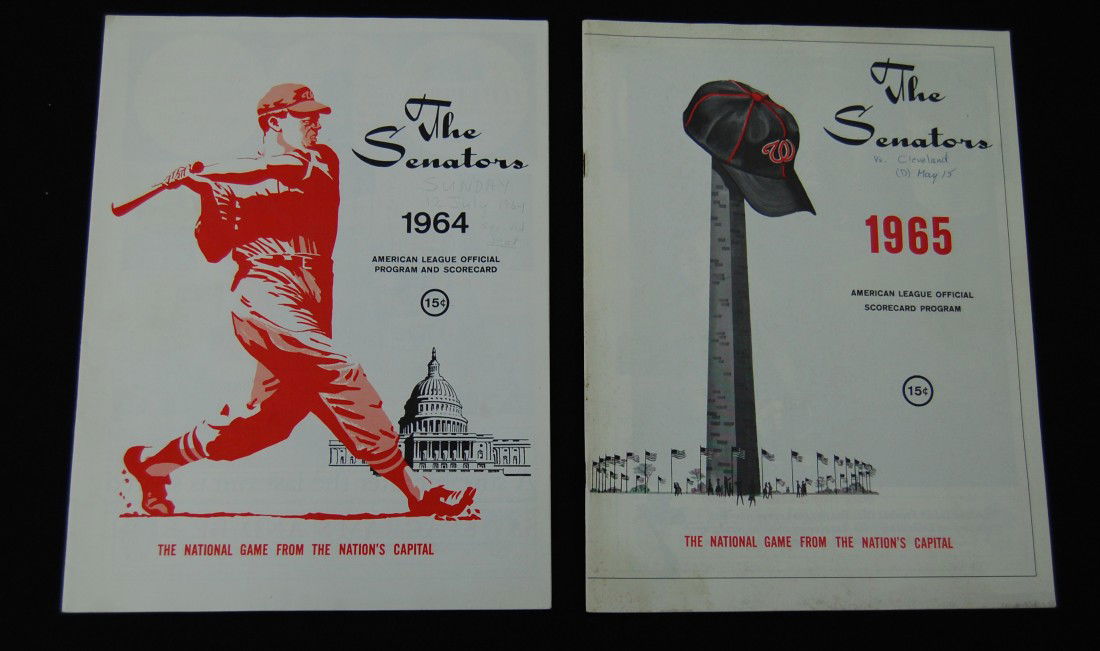 W
The
Senators
SUNDAY
12 July 1964
1964
AMERICAN LEAGUE OFFICIAL
PROGRAM AND SCORECARD
15¢
THE NATIONAL GAME FROM THE NATION'S CAPITAL
The
Senators
W
Vs. Cleveland
(D) May 15
1965
AMERICAN LEAGUE OFFICIAL
SCORECARD PROGRAM
15¢
THE NATIONAL GAME FROM THE NATION'S CAPITAL